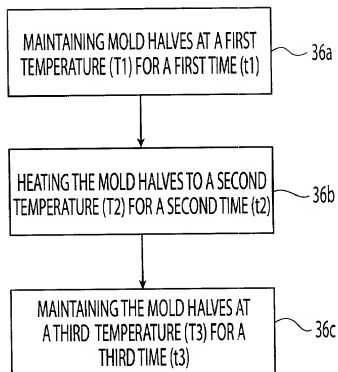 MAINTAINING MOLD HALVES AT A FIRST
TEMPERATURE (T1) FOR A FIRST TIME (t1)
36a
HEATING THE MOLD HALVES TO A SECOND
TEMPERATURE (T2) FOR A SECOND TIME (t2)
36b
MAINTAINING THE MOLD HALVES AT
A THIRD TEMPERATURE (T3) FOR A
THIRD TIME (t3)
36c